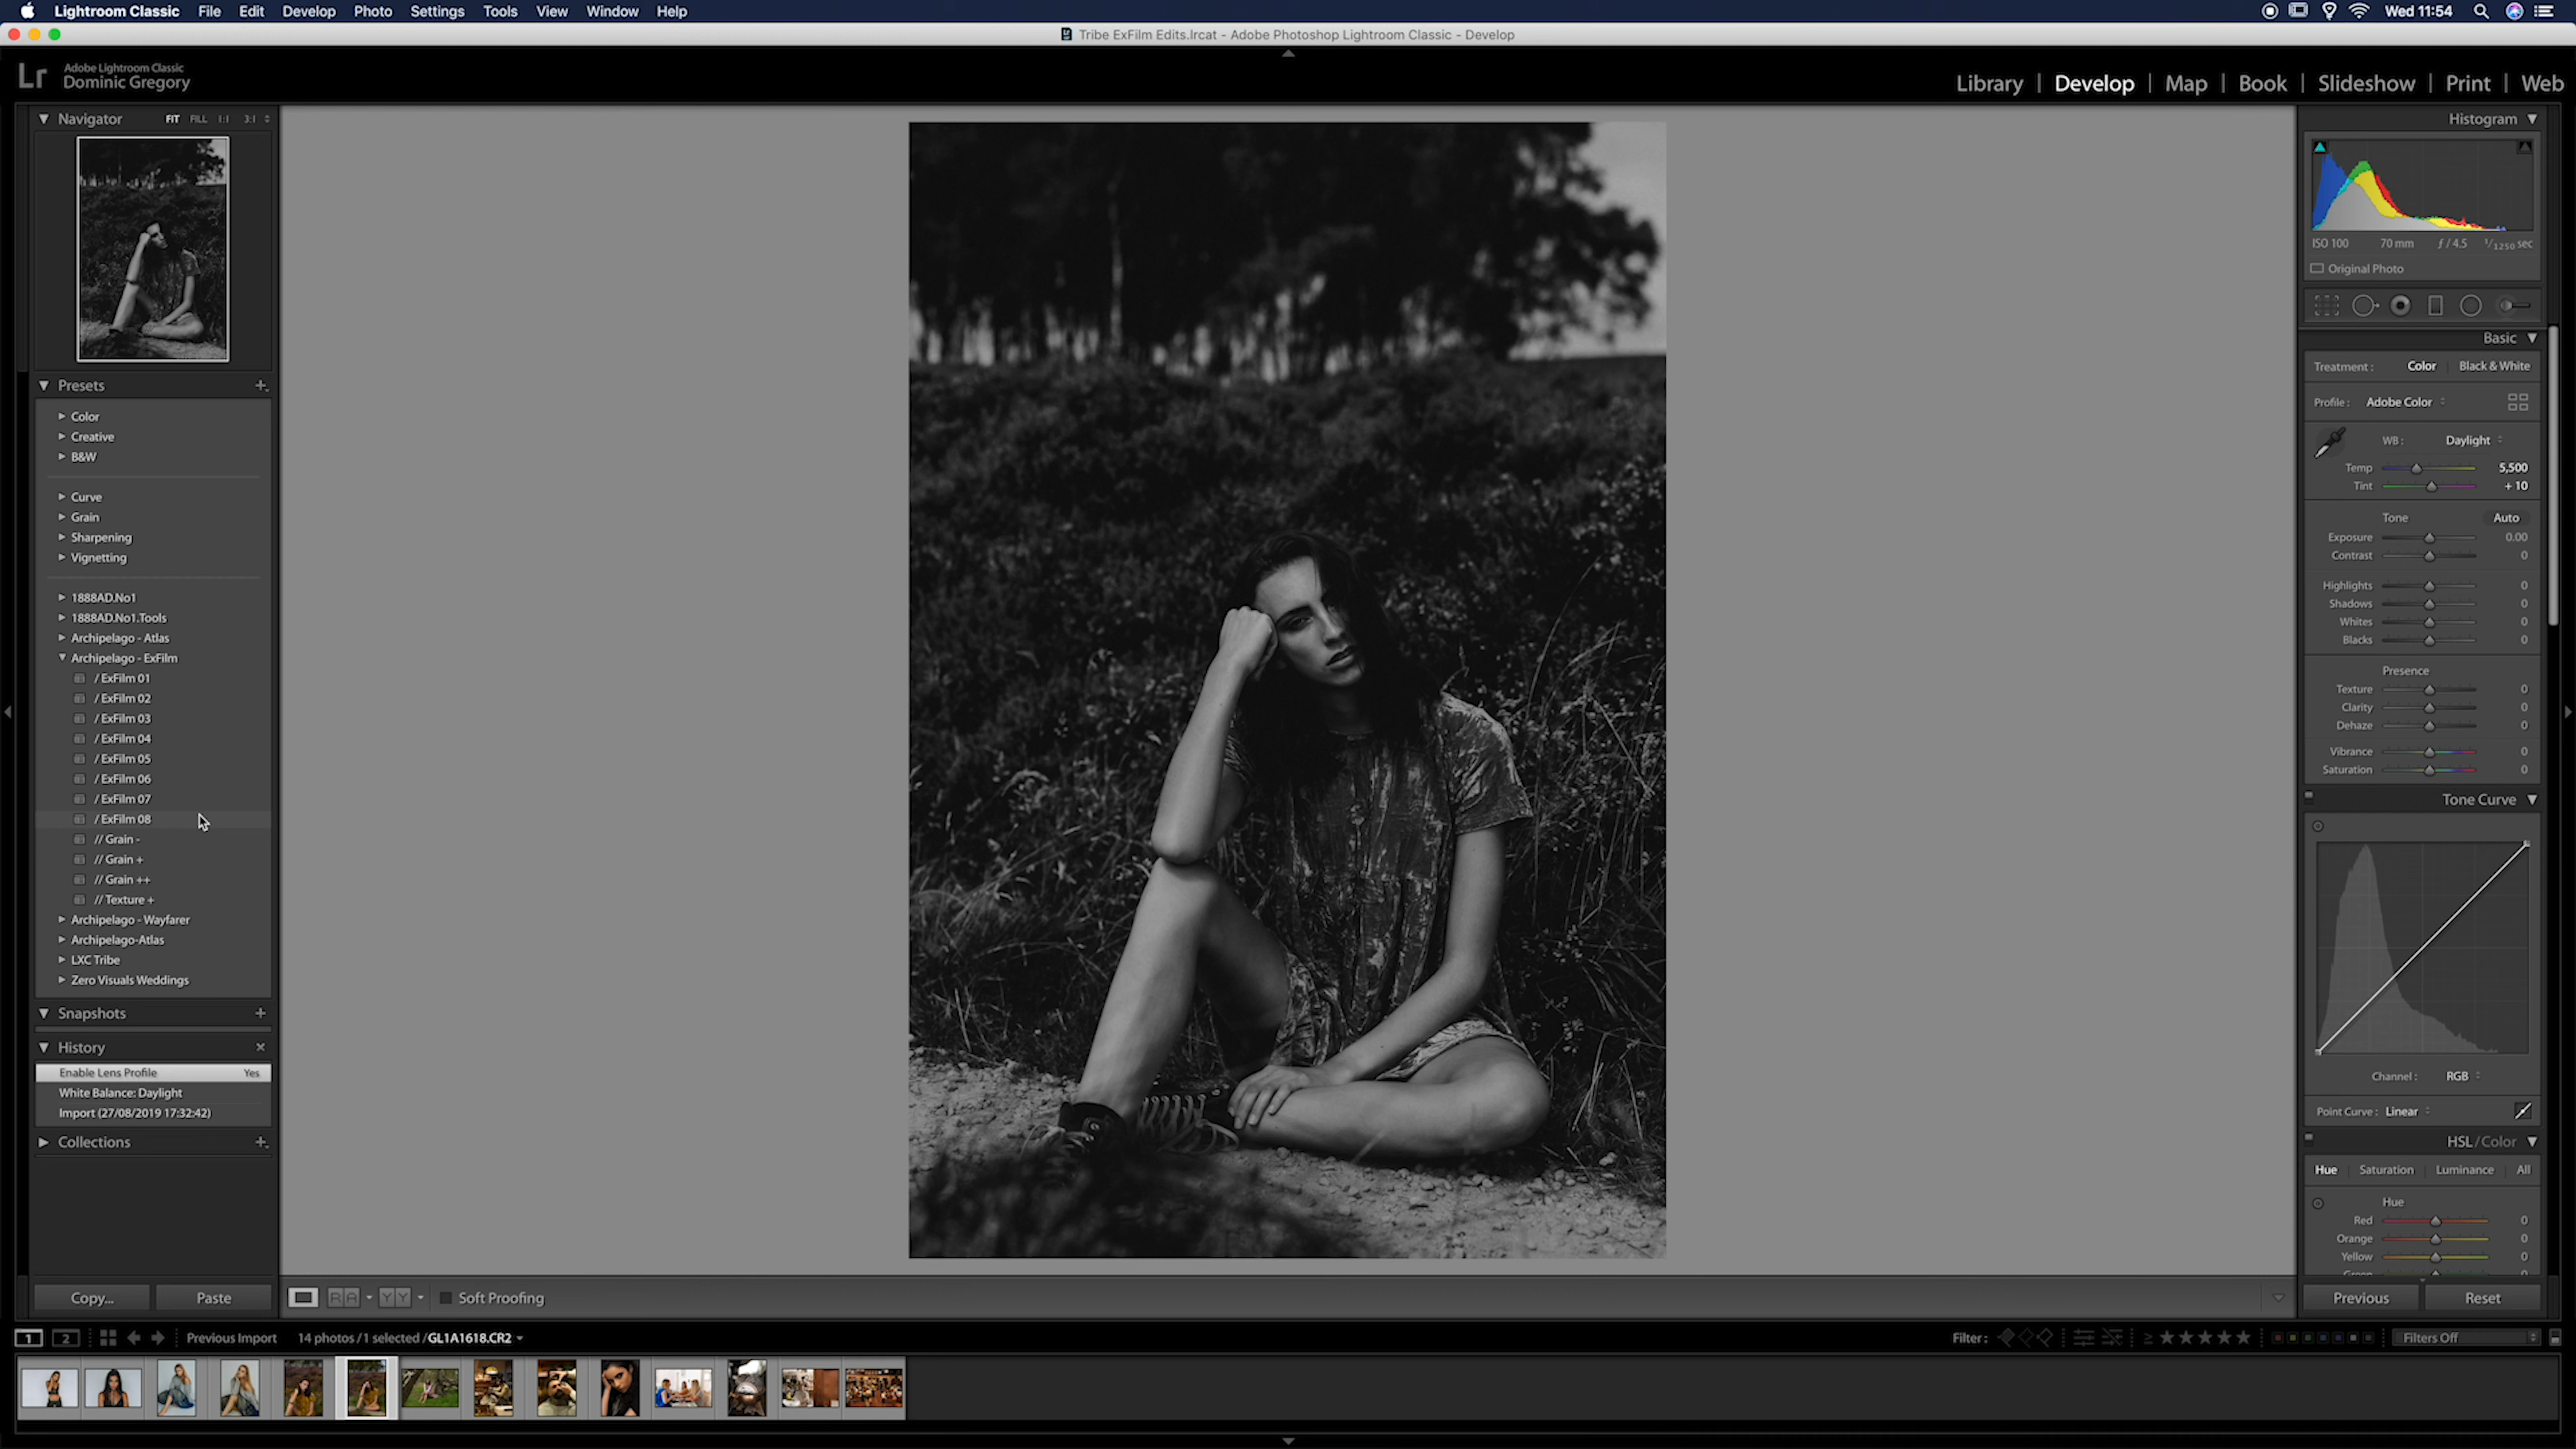 Lightroom Classic File Edit Develop Photo Settings Tools View Window Help
Wed 11:54
Tribe ExFilm Edits.lrcat - Adobe Photoshop Lightroom Classic - Develop
Lr Adobe Lightroom Classic
Dominic Gregory
Library | Develop | Map | Book | Slideshow | Print | Web
Navigator FIT FILL 1:1 3:1
Presets +
Color
Creative
B&W
Curve
Grain
Sharpening
Vignetting
1888AD.No1
1888AD.No1.Tools
Archipelago - Atlas
Archipelago - ExFilm
/ ExFilm 01
/ ExFilm 02
/ ExFilm 03
/ ExFilm 04
/ ExFilm 05
/ ExFilm 06
/ ExFilm 07
/ ExFilm 08
// Grain -
// Grain +
// Grain ++
// Texture +
Archipelago - Wayfarer
Archipelago-Atlas
LXC Tribe
Zero Visuals Weddings
Snapshots +
History ×
Enable Lens Profile Yes
White Balance: Daylight
Import (27/08/2019 17:32:42)
Collections +
Copy... Paste
R A Y Y Soft Proofing
Histogram
ISO 100 70 mm ƒ / 4.5 1/1250 sec
Original Photo
Basic
Treatment : Color Black & White
Profile : Adobe Color
WB : Daylight
Temp 5,500
Tint + 10
Tone Auto
Exposure 0.00
Contrast 0
Highlights 0
Shadows 0
Whites 0
Blacks 0
Presence
Texture 0
Clarity 0
Dehaze 0
Vibrance 0
Saturation 0
Tone Curve
Channel : RGB
Point Curve : Linear
HSL / Color
Hue Saturation Luminance All
Hue
Red 0
Orange 0
Yellow 0
Green 0
Previous Reset
1 2 Previous Import 14 photos / 1 selected / GL1A1618.CR2
Filter : ≥ ★★★★★ Filters Off